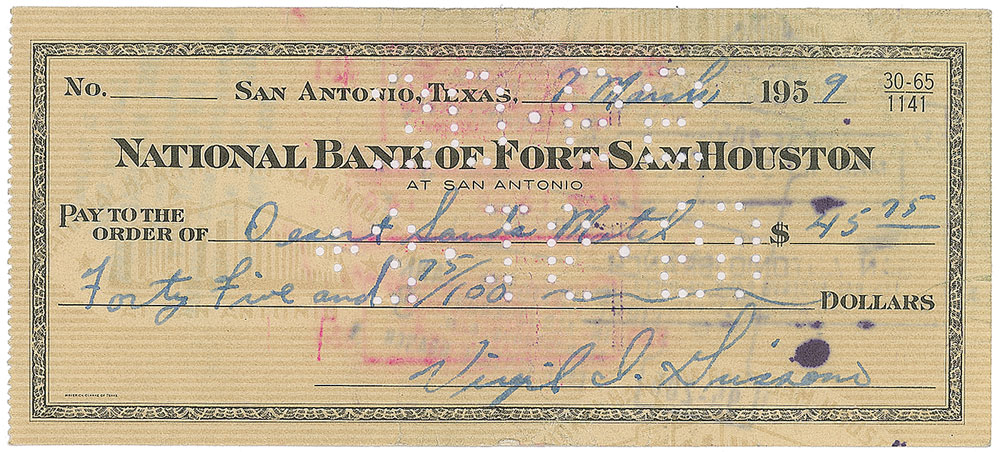 No. San Antonio, Texas, 7 March 1959 30-65
1141
NATIONAL BANK OF FORT SAM HOUSTON
AT SAN ANTONIO
PAY TO THE
ORDER OF Desert Sands Motel $ 45 75
Forty Five and 75/100 DOLLARS
Virgil I. Grissom